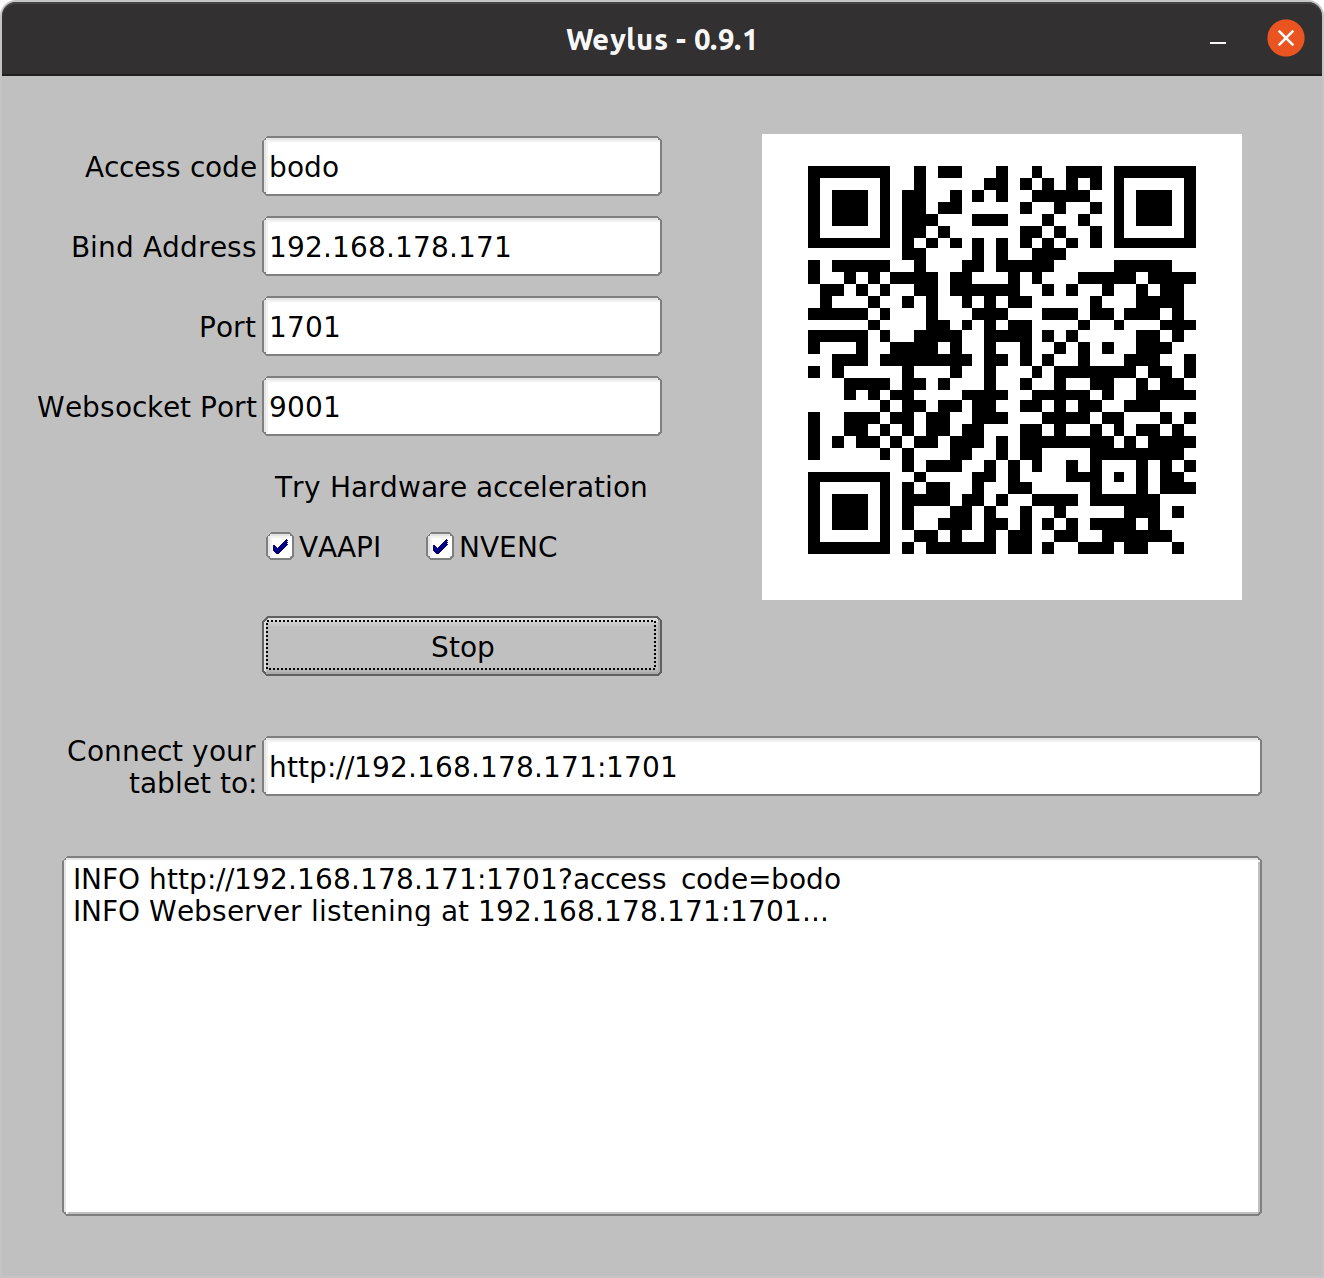 Weylus - 0.9.1
Access code bodo
Bind Address 192.168.178.171
Port 1701
Websocket Port 9001
Try Hardware acceleration
VAAPI NVENC
Stop
Connect your
tablet to:
http://192.168.178.171:1701
INFO http://192.168.178.171:1701?access_code=bodo
INFO Webserver listening at 192.168.178.171:1701...